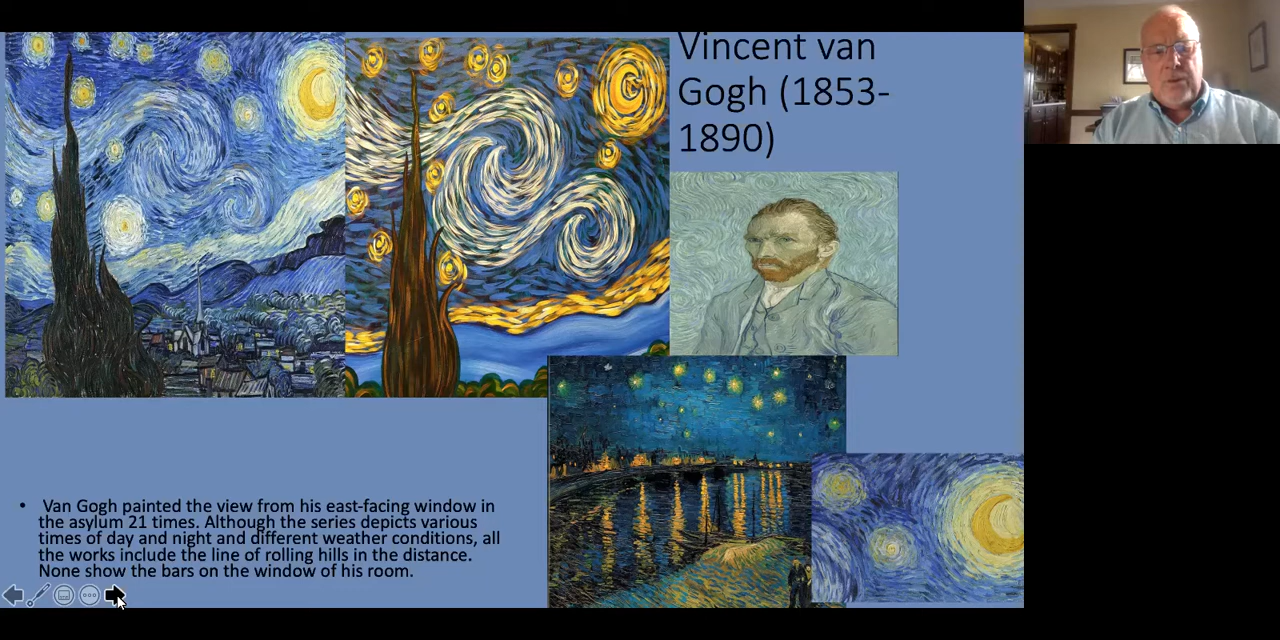 Vincent van
Gogh (1853-
1890)
• Van Gogh painted the view from his east-facing window in
the asylum 21 times. Although the series depicts various
times of day and night and different weather conditions, all
the works include the line of rolling hills in the distance.
None show the bars on the window of his room.